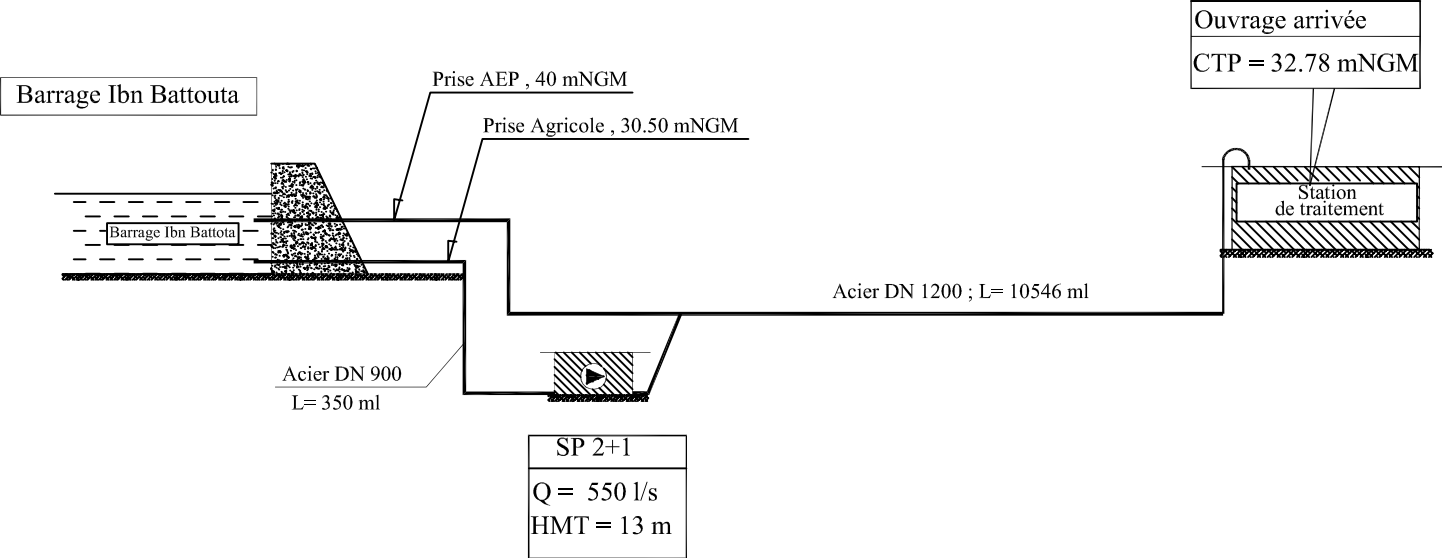 Ouvrage arrivée
CTP = 32.78 mNGM
Barrage Ibn Battouta
Prise AEP , 40 mNGM
Prise Agricole , 30.50 mNGM
Barrage Ibn Battota
Station
de traitement
Acier DN 1200 ; L= 10546 ml
Acier DN 900
L= 350 ml
SP 2+1
Q = 550 l/s
HMT = 13 m